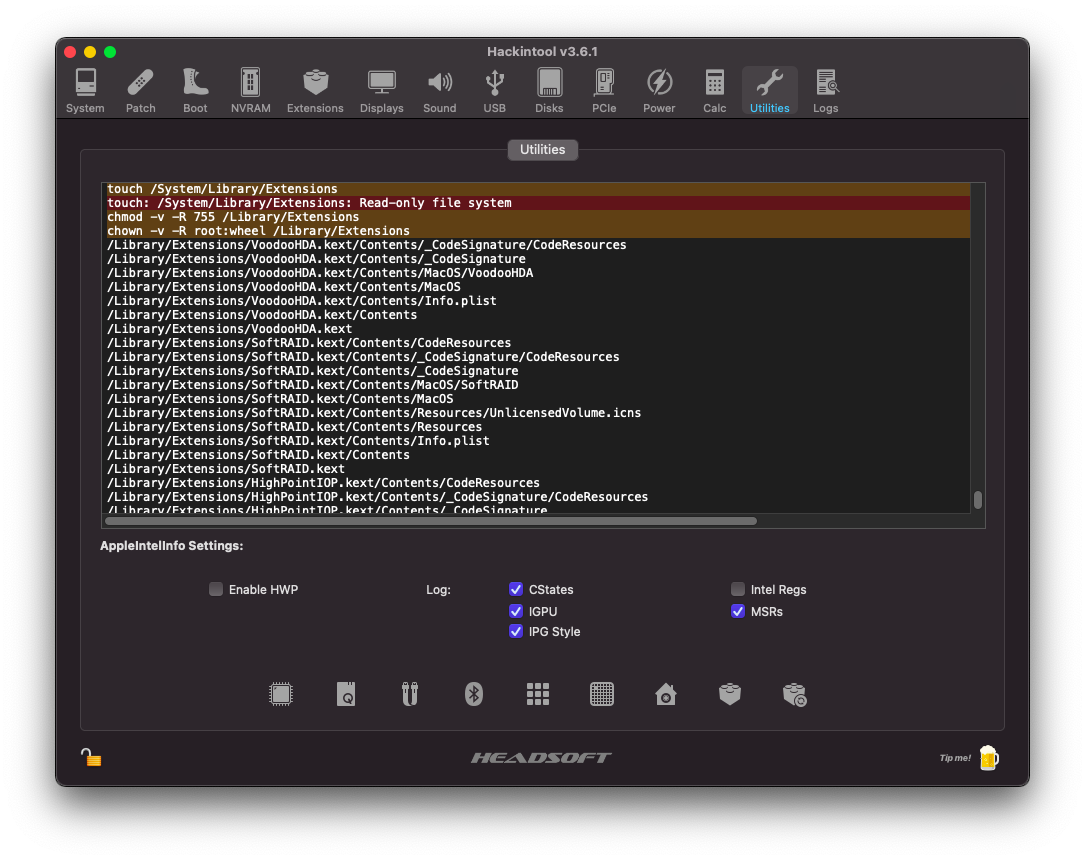 Hackintool v3.6.1
System Patch Boot NVRAM Extensions Displays Sound USB Disks PCIe Power Calc Utilities Logs
Utilities
touch /System/Library/Extensions
touch: /System/Library/Extensions: Read-only file system
chmod -v -R 755 /Library/Extensions
chown -v -R root:wheel /Library/Extensions
/Library/Extensions/VoodooHDA.kext/Contents/_CodeSignature/CodeResources
/Library/Extensions/VoodooHDA.kext/Contents/_CodeSignature
/Library/Extensions/VoodooHDA.kext/Contents/MacOS/VoodooHDA
/Library/Extensions/VoodooHDA.kext/Contents/MacOS
/Library/Extensions/VoodooHDA.kext/Contents/Info.plist
/Library/Extensions/VoodooHDA.kext/Contents
/Library/Extensions/VoodooHDA.kext
/Library/Extensions/SoftRAID.kext/Contents/CodeResources
/Library/Extensions/SoftRAID.kext/Contents/_CodeSignature/CodeResources
/Library/Extensions/SoftRAID.kext/Contents/_CodeSignature
/Library/Extensions/SoftRAID.kext/Contents/MacOS/SoftRAID
/Library/Extensions/SoftRAID.kext/Contents/MacOS
/Library/Extensions/SoftRAID.kext/Contents/Resources/UnlicensedVolume.icns
/Library/Extensions/SoftRAID.kext/Contents/Resources
/Library/Extensions/SoftRAID.kext/Contents/Info.plist
/Library/Extensions/SoftRAID.kext/Contents
/Library/Extensions/SoftRAID.kext
/Library/Extensions/HighPointIOP.kext/Contents/CodeResources
/Library/Extensions/HighPointIOP.kext/Contents/_CodeSignature/CodeResources
/Library/Extensions/HighPointIOP.kext/Contents/_CodeSignature
AppleIntelInfo Settings:
Enable HWP Log: CStates Intel Regs
IGPU MSRs
IPG Style
HEADSOFT Tip me!